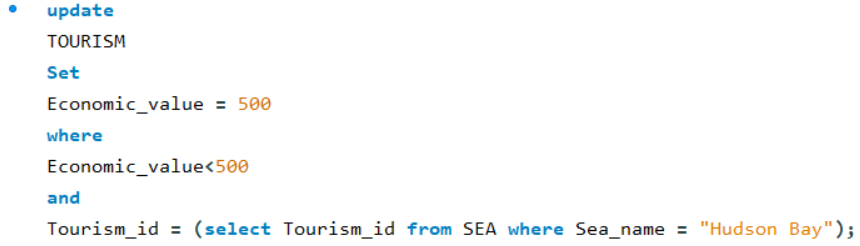 update
TOURISM
Set
Economic_value = 500
where
Economic_value<500
and
Tourism_id = (select Tourism_id from SEA where Sea_name = "Hudson Bay");